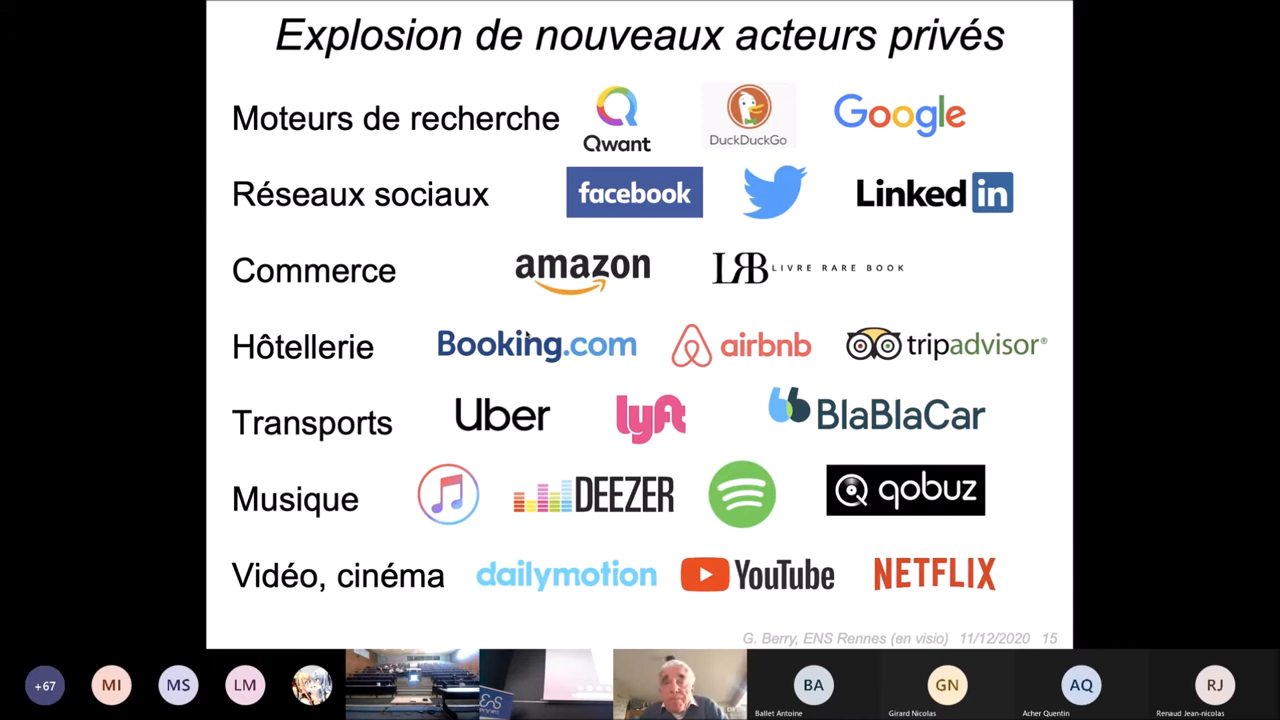 Explosion de nouveaux acteurs privés
Moteurs de recherche Qwant DuckDuckGo Google
Réseaux sociaux facebook Linked in
Commerce amazon LRB LIVRE RARE BOOK
Hôtellerie Booking.com airbnb tripadvisor®
Transports Uber lyft BlaBlaCar
Musique DEEZER qobuz
Vidéo, cinéma dailymotion YouTube NETFLIX
G. Berry, ENS Rennes (en visio) 11/12/2020 15
+67 MI MS LM BA GN AQ RJ
ENS
Ballet Antoine Girard Nicolas Acher Quentin Renaud Jean-nicolas